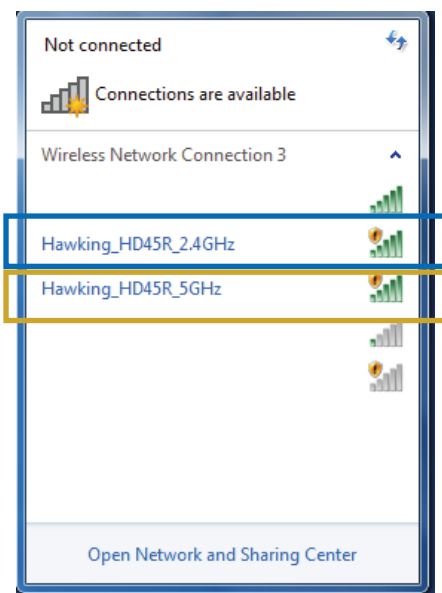 Not connected
Connections are available
Wireless Network Connection 3
Hawking_HD45R_2.4GHz
Hawking_HD45R_5GHz
Open Network and Sharing Center